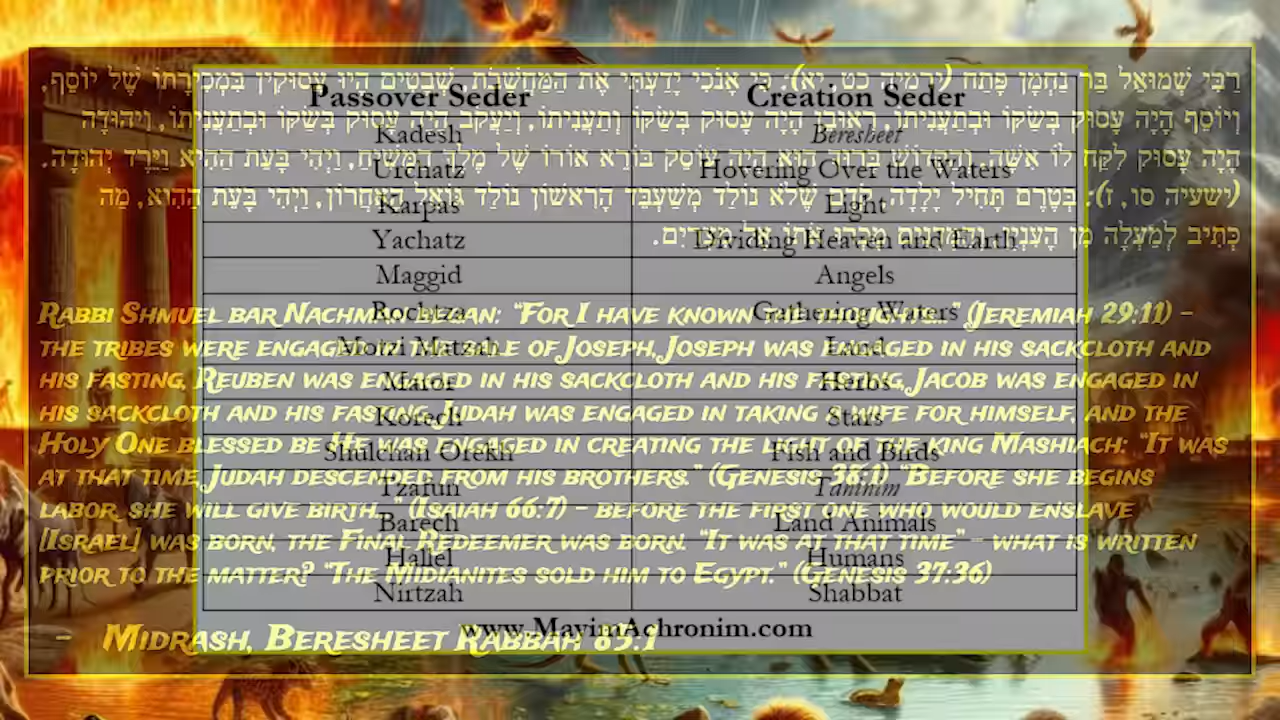 רַבִּי שְׁמוּאֵל בַּר נַחְמָן פָּתַח (ירמיה כט, יא): כִּי אָנֹכִי יָדַעְתִּי אֶת הַמַּחֲשָׁבֹת, שְׁבָטִים הָיוּ עֲסוּקִין בִּמְכִירָתוֹ שֶׁל יוֹסֵף,
וְיוֹסֵף הָיָה עָסוּק בְּשַׂקּוֹ וּבְתַעֲנִיתוֹ, רְאוּבֵן הָיָה עָסוּק בְּשַׂקּוֹ וְתַעֲנִיתוֹ, וְיַעֲקֹב הָיָה עָסוּק בְּשַׂקּוֹ וּבְתַעֲנִיתוֹ, וִיהוּדָה
הָיָה עָסוּק לִקַּח לוֹ אִשָּׁה, וְהַקָּדוֹשׁ בָּרוּךְ הוּא הָיָה עוֹסֵק בּוֹרֵא אוֹרוֹ שֶׁל מֶלֶךְ הַמָּשִׁיחַ, וַיְהִי בָּעֵת הַהִיא וַיֵּרֶד יְהוּדָה.
(ישעיה סו, ז): בְּטֶרֶם תָּחִיל יָלָדָה, קֹדֶם שֶׁלֹא נוֹלַד מְשַׁעְבֵּד הָרִאשׁוֹן נוֹלַד גּוֹאֵל הָאַחֲרוֹן, וַיְהִי בָּעֵת הַהִוא, מַה
כְּתִיב לְמַעְלָה מִן הָעִנְיָן, וְהַמְּדָנִים מָכְרוּ אֹתוֹ אֶל מִצְרָיִם.
Passover Seder Creation Seder
Kadesh Beresheet
Urchatz Hovering Over the Waters
Karpas Light
Yachatz Dividing Heaven and Earth
Maggid Angels
Rochtza Gathering Waters
Motzi Matzah Land
Maror Herbs
Korech Stars
Shulchan Orekh Fish and Birds
Tzafun Taninim
Barech Land Animals
Hallel Humans
Nirtzah Shabbat
www.MayimAchronim.com
Rabbi Shmuel bar Nachman began: “For I have known the thoughts...” (Jeremiah 29:11) –
the tribes were engaged in the sale of Joseph, Joseph was engaged in his sackcloth and
his fasting, Reuben was engaged in his sackcloth and his fasting, Jacob was engaged in
his sackcloth and his fasting, Judah was engaged in taking a wife for himself, and the
Holy One blessed be He was engaged in creating the light of the king Mashiach: “It was
at that time, Judah descended from his brothers.” (Genesis 38:1) “Before she begins
labor, she will give birth...” (Isaiah 66:7) – before the first one who would enslave
[Israel] was born, the Final Redeemer was born. “It was at that time” – what is written
prior to the matter? “The Midianites sold him to Egypt.” (Genesis 37:36)
– Midrash, Beresheet Rabbah 85:1